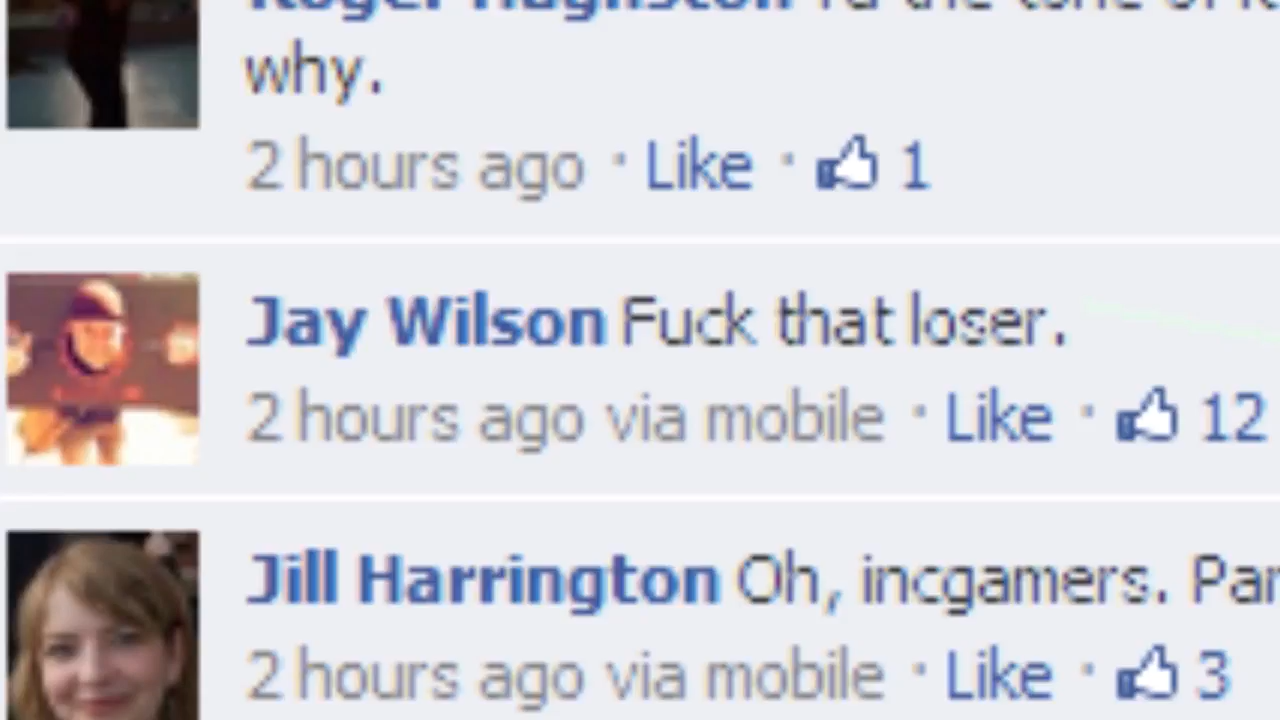 why.
2 hours ago · Like · 1
Jay Wilson Fuck that loser.
2 hours ago via mobile · Like · 12
Jill Harrington Oh, incgamers.
2 hours ago via mobile · Like · 3